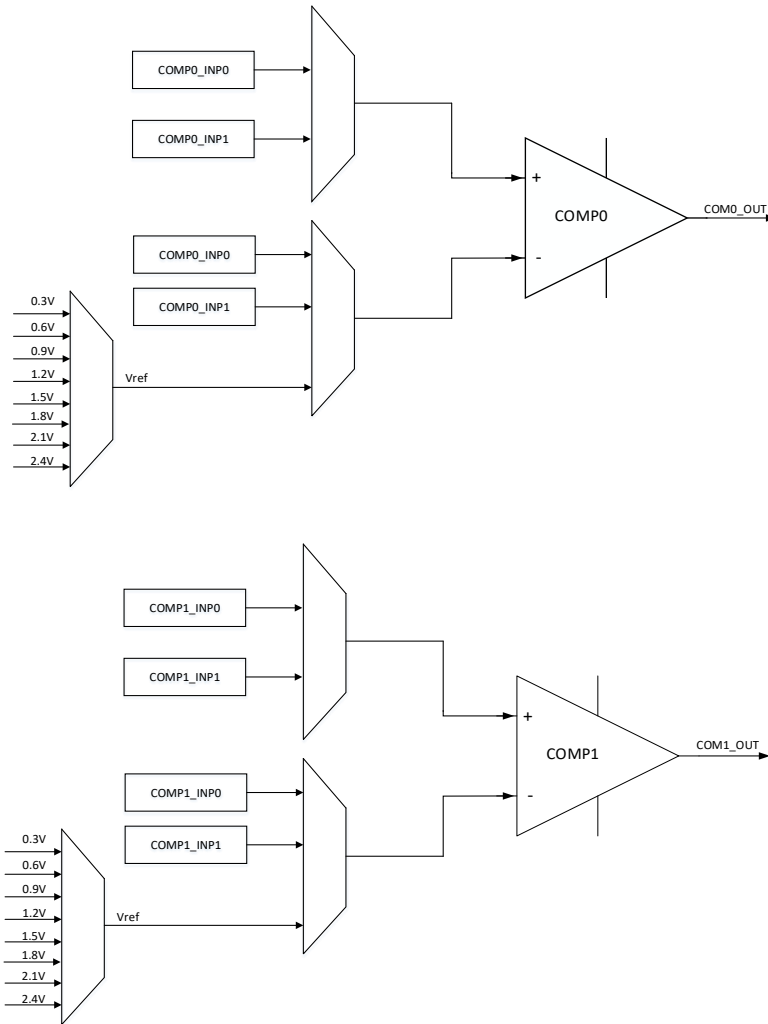 COMP0_INP0
COMP0_INP1
+
COMP0
COM0_OUT
COMP0_INP0
-
COMP0_INP1
0.3V
0.6V
0.9V
1.2V
Vref
1.5V
1.8V
2.1V
2.4V
COMP1_INP0
COMP1_INP1
+
COMP1
COM1_OUT
COMP1_INP0
-
COMP1_INP1
0.3V
0.6V
0.9V
1.2V
Vref
1.5V
1.8V
2.1V
2.4V